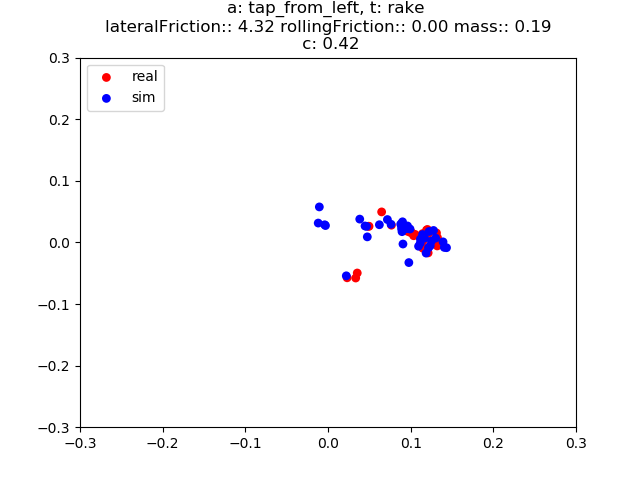 a: tap_from_left, t: rake
lateralFriction:: 4.32 rollingFriction:: 0.00 mass:: 0.19
c: 0.42
real
sim
0.3
0.2
0.1
0.0
−0.1
−0.2
−0.3
−0.3 −0.2 −0.1 0.0 0.1 0.2 0.3